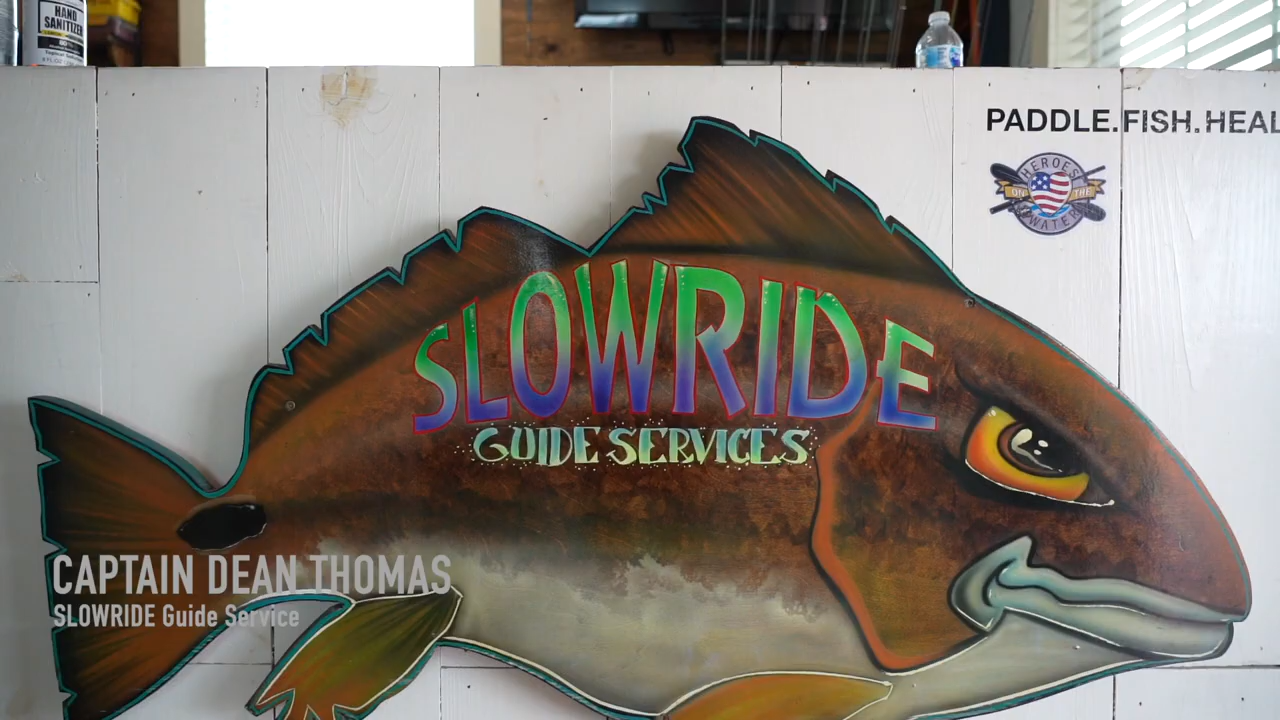 HAND
SANITIZER
PADDLE.FISH.HEAL
HEROES
ON THE
WATER
SLOWRIDE
GUIDE SERVICES
CAPTAIN DEAN THOMAS
SLOWRIDE Guide Service